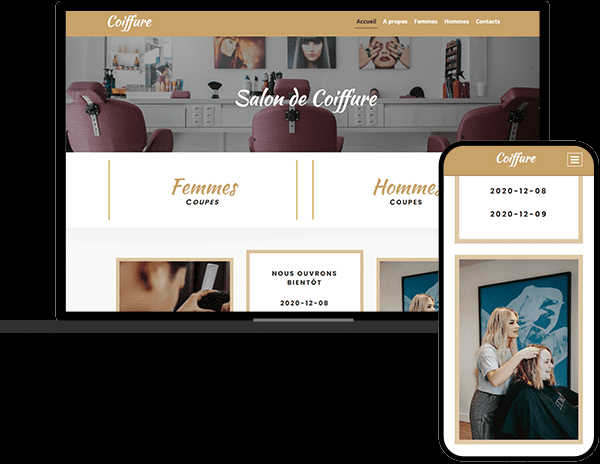 Coiffure
Accueil A propos Femmes Hommes Contacts
Salon de Coiffure
Femmes
COUPES
Hommes
COUPES
NOUS OUVRONS
BIENTÔT
2020-12-08
Coiffure
2020-12-08
2020-12-09